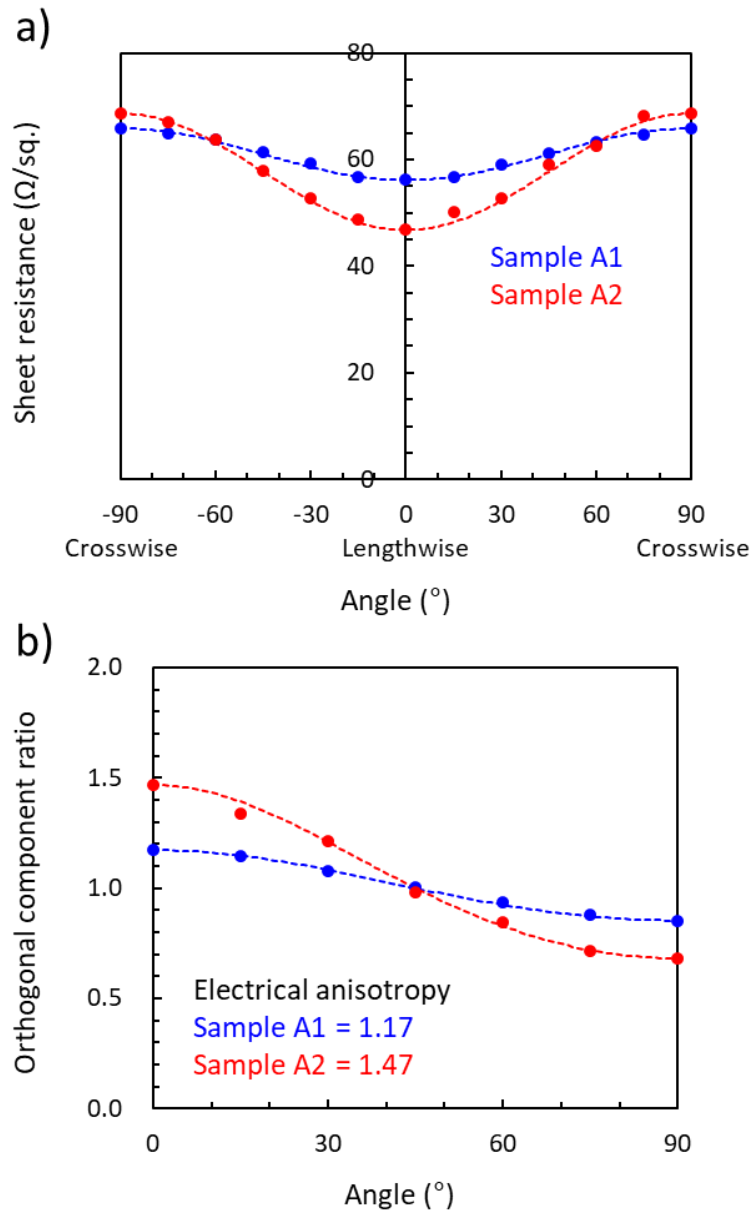 a)
80
60
40
20
0
Sheet resistance (Ω/sq.)
Sample A1
Sample A2
-90 -60 -30 0 30 60 90
Crosswise Lengthwise Crosswise
Angle (°)
b)
2.0
1.5
1.0
0.5
0.0
Orthogonal component ratio
Electrical anisotropy
Sample A1 = 1.17
Sample A2 = 1.47
0 30 60 90
Angle (°)